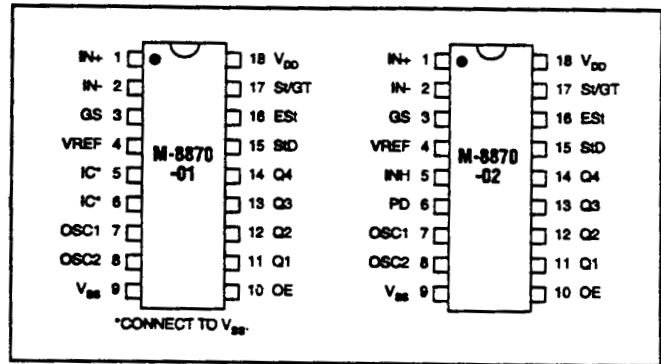 IN+ 1 18 VDD
IN- 2 17 St/GT
GS 3 16 ESt
VREF 4 15 StD
IC* 5 14 Q4
IC* 6 13 Q3
OSC1 7 12 Q2
OSC2 8 11 Q1
VSS 9 10 OE
M-8870
-01
*CONNECT TO VSS.
IN+ 1 18 VDD
IN- 2 17 St/GT
GS 3 16 ESt
VREF 4 15 StD
INH 5 14 Q4
PD 6 13 Q3
OSC1 7 12 Q2
OSC2 8 11 Q1
VSS 9 10 OE
M-8870
-02